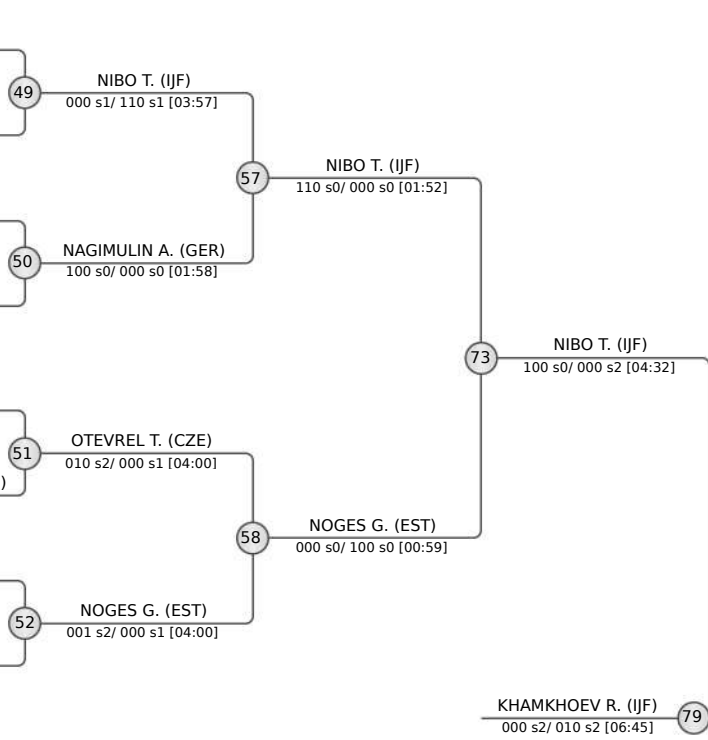 NIBO T. (IJF)
49
000 s1/ 110 s1 [03:57]
NIBO T. (IJF)
57
110 s0/ 000 s0 [01:52]
NAGIMULIN A. (GER)
50
100 s0/ 000 s0 [01:58]
NIBO T. (IJF)
73
100 s0/ 000 s2 [04:32]
OTEVREL T. (CZE)
51
010 s2/ 000 s1 [04:00]
)
NOGES G. (EST)
58
000 s0/ 100 s0 [00:59]
NOGES G. (EST)
52
001 s2/ 000 s1 [04:00]
KHAMKHOEV R. (IJF)
79
000 s2/ 010 s2 [06:45]